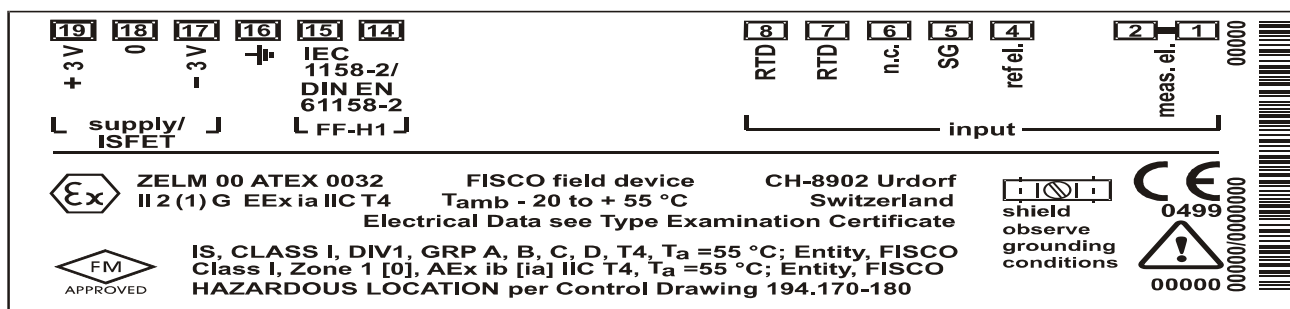 19 18 17 16 15 14 8 7 6 5 4 2 1
+ 3 V
0
- 3 V
IEC
1158-2/
DIN EN
61158-2
RTD
RTD
n.c.
SG
ref el.
meas. el.
00000
supply/
ISFET
FF-H1
input
Ex
ZELM 00 ATEX 0032
II 2 (1) G EEx ia IIC T4
FISCO field device
Tamb - 20 to + 55 °C
CH-8902 Urdorf
Switzerland
Electrical Data see Type Examination Certificate
shield
observe
grounding
conditions
CE
0499
!
00000
00000/0000000/0000
FM
APPROVED
IS, CLASS I, DIV1, GRP A, B, C, D, T4, Ta =55 °C; Entity, FISCO
Class I, Zone 1 [0], AEx ib [ia] IIC T4, Ta =55 °C; Entity, FISCO
HAZARDOUS LOCATION per Control Drawing 194.170-180